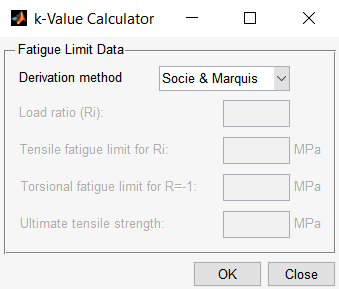 k-Value Calculator
Fatigue Limit Data
Derivation method Socie & Marquis
Load ratio (Ri):
Tensile fatigue limit for Ri: MPa
Torsional fatigue limit for R=-1: MPa
Ultimate tensile strength: MPa
OK Close